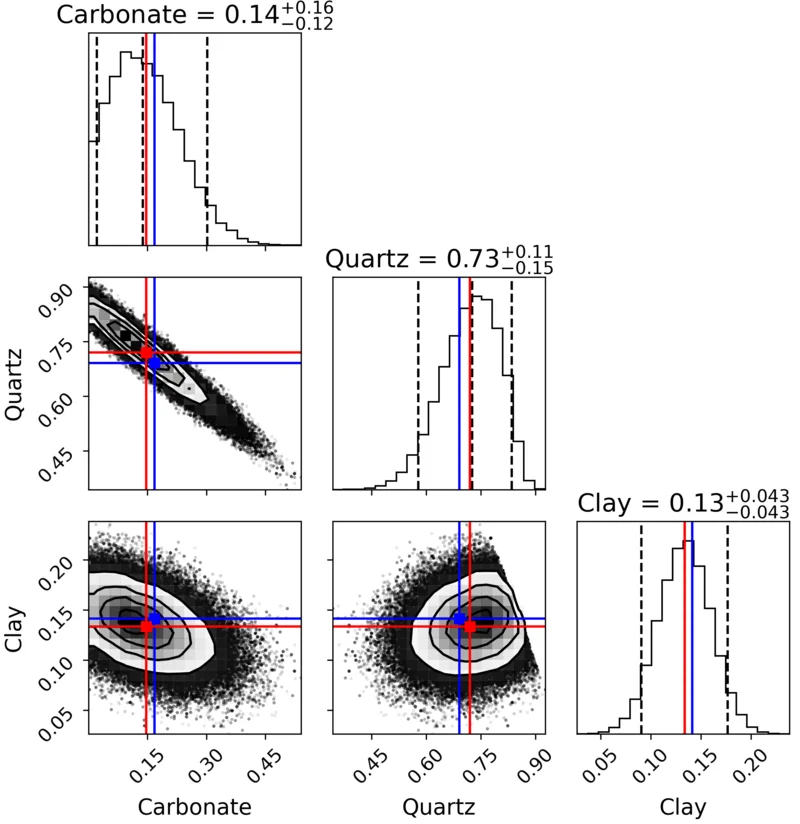 Carbonate = 0.14+0.16−0.12
Quartz = 0.73+0.11−0.15
Quartz
0.90
0.75
0.60
0.45
Clay = 0.13+0.043−0.043
Clay
0.20
0.15
0.10
0.05
0.15 0.30 0.45
0.45 0.60 0.75 0.90
0.05 0.10 0.15 0.20
Carbonate
Quartz
Clay